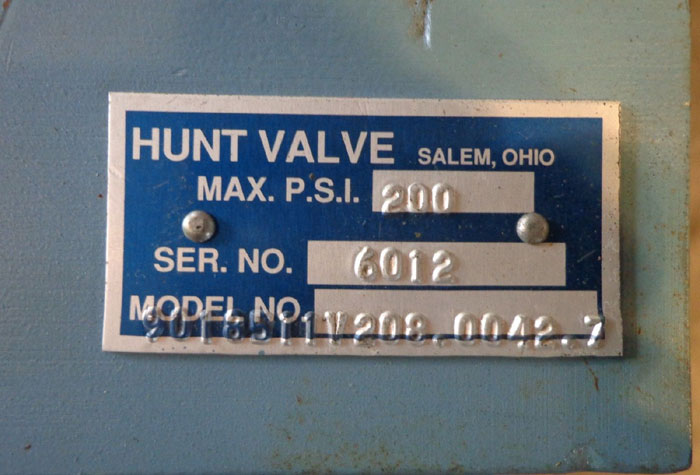 HUNT VALVE SALEM, OHIO
MAX. P.S.I. 200
SER. NO. 6012
MODEL NO.